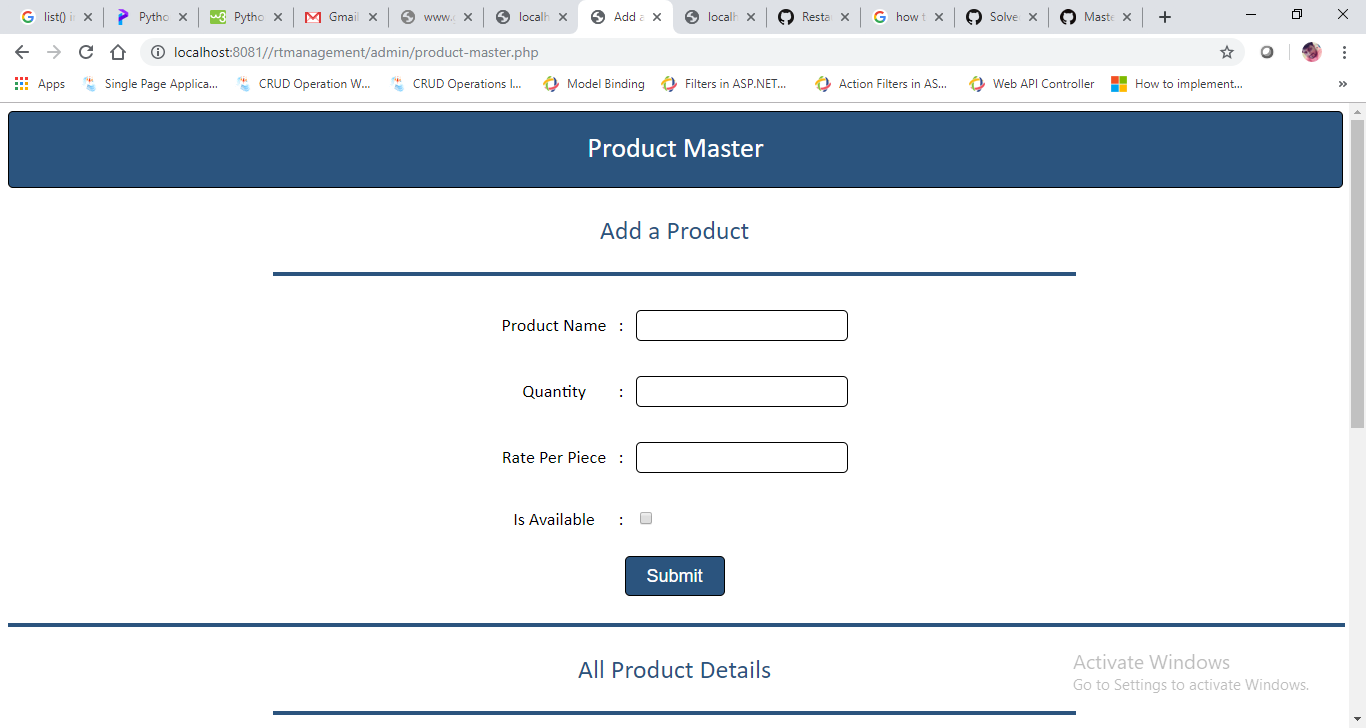 list() i
Pytho
Pytho
Gmail
www.
localh
Add a
localh
Resta
how t
Solve
Maste
localhost:8081//rtmanagement/admin/product-master.php
Apps
Single Page Applica...
CRUD Operation W...
CRUD Operations I...
Model Binding
Filters in ASP.NET...
Action Filters in AS...
Web API Controller
How to implement...
»
Product Master
Add a Product
Product Name :
Quantity :
Rate Per Piece :
Is Available :
Submit
All Product Details
Activate Windows
Go to Settings to activate Windows.